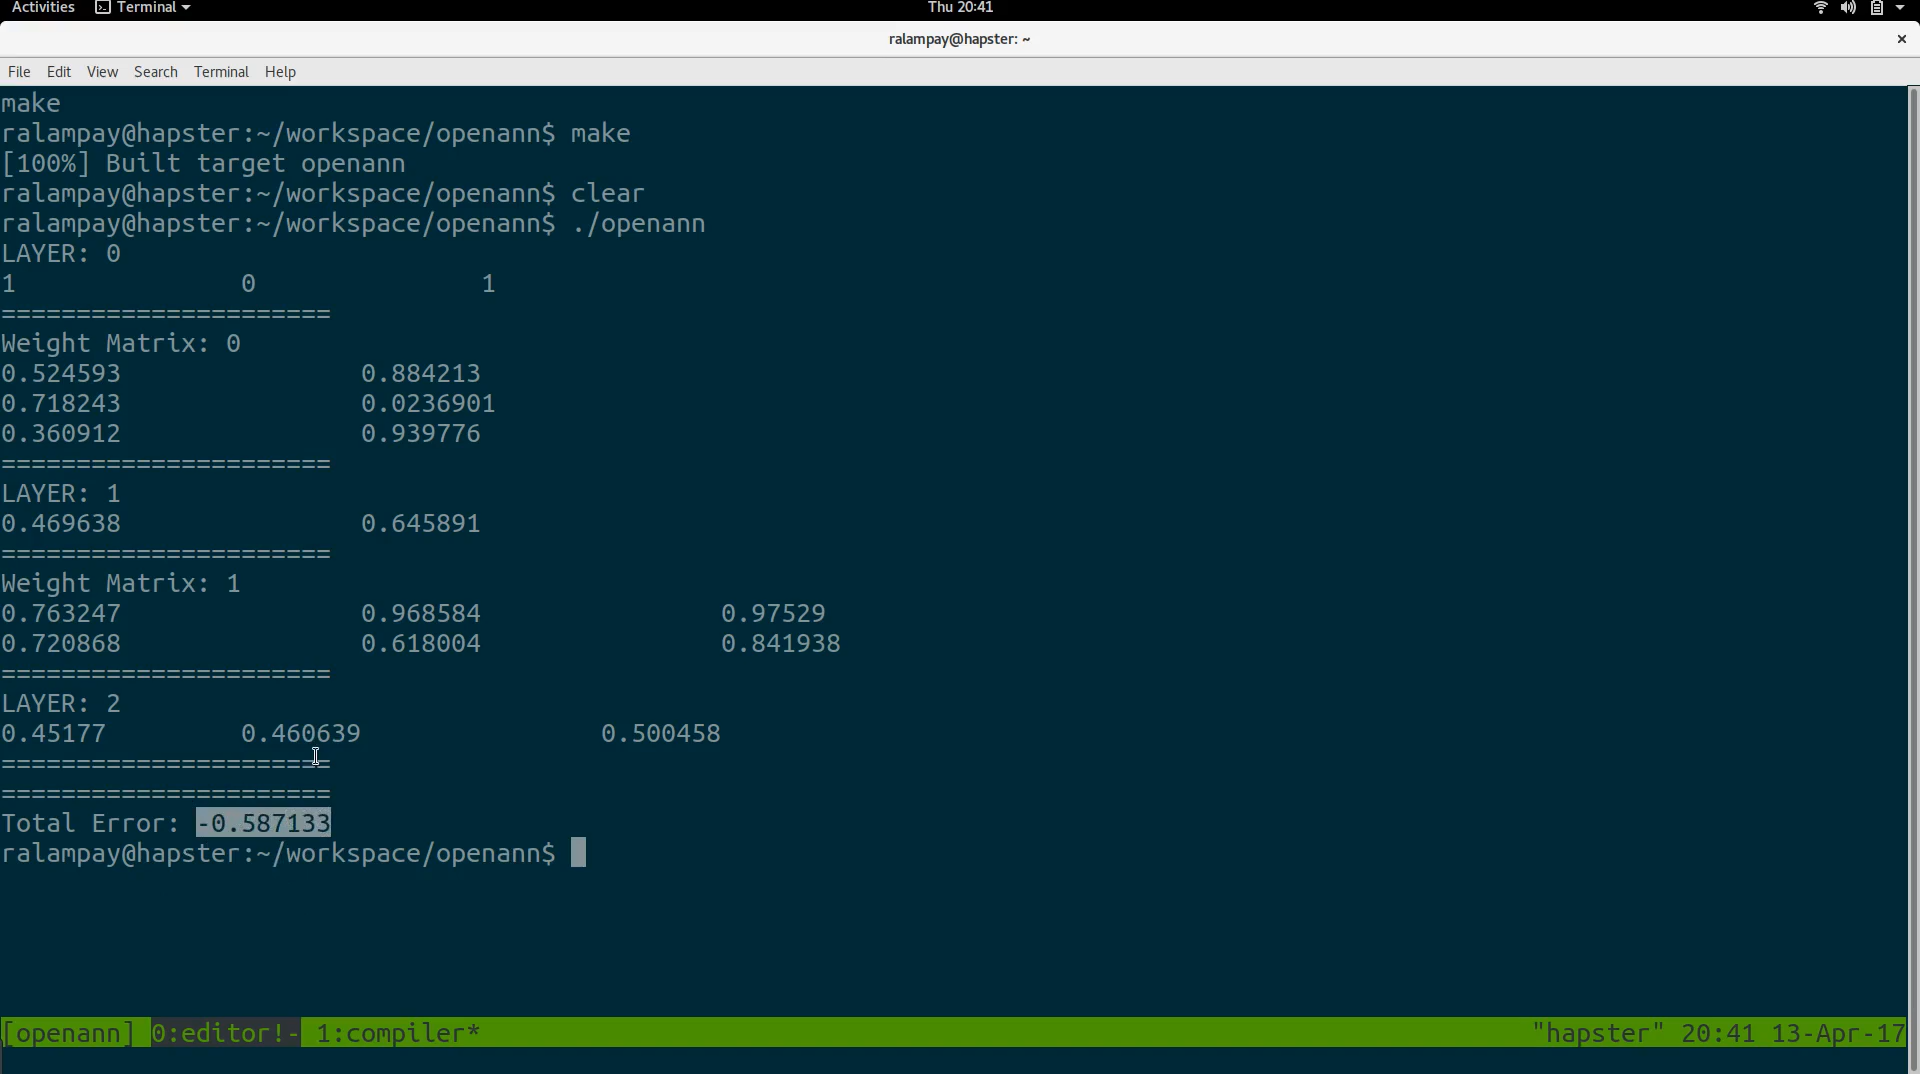 Activities Terminal Thu 20:41
ralampay@hapster: ~ ×
File Edit View Search Terminal Help
make
ralampay@hapster:~/workspace/openann$ make
[100%] Built target openann
ralampay@hapster:~/workspace/openann$ clear
ralampay@hapster:~/workspace/openann$ ./openann
LAYER: 0
1 0 1
======================
Weight Matrix: 0
0.524593 0.884213
0.718243 0.0236901
0.360912 0.939776
======================
LAYER: 1
0.469638 0.645891
======================
Weight Matrix: 1
0.763247 0.968584 0.97529
0.720868 0.618004 0.841938
======================
LAYER: 2
0.45177 0.460639 0.500458
======================
======================
Total Error: -0.587133
ralampay@hapster:~/workspace/openann$
[openann] 0:editor!- 1:compiler* "hapster" 20:41 13-Apr-17